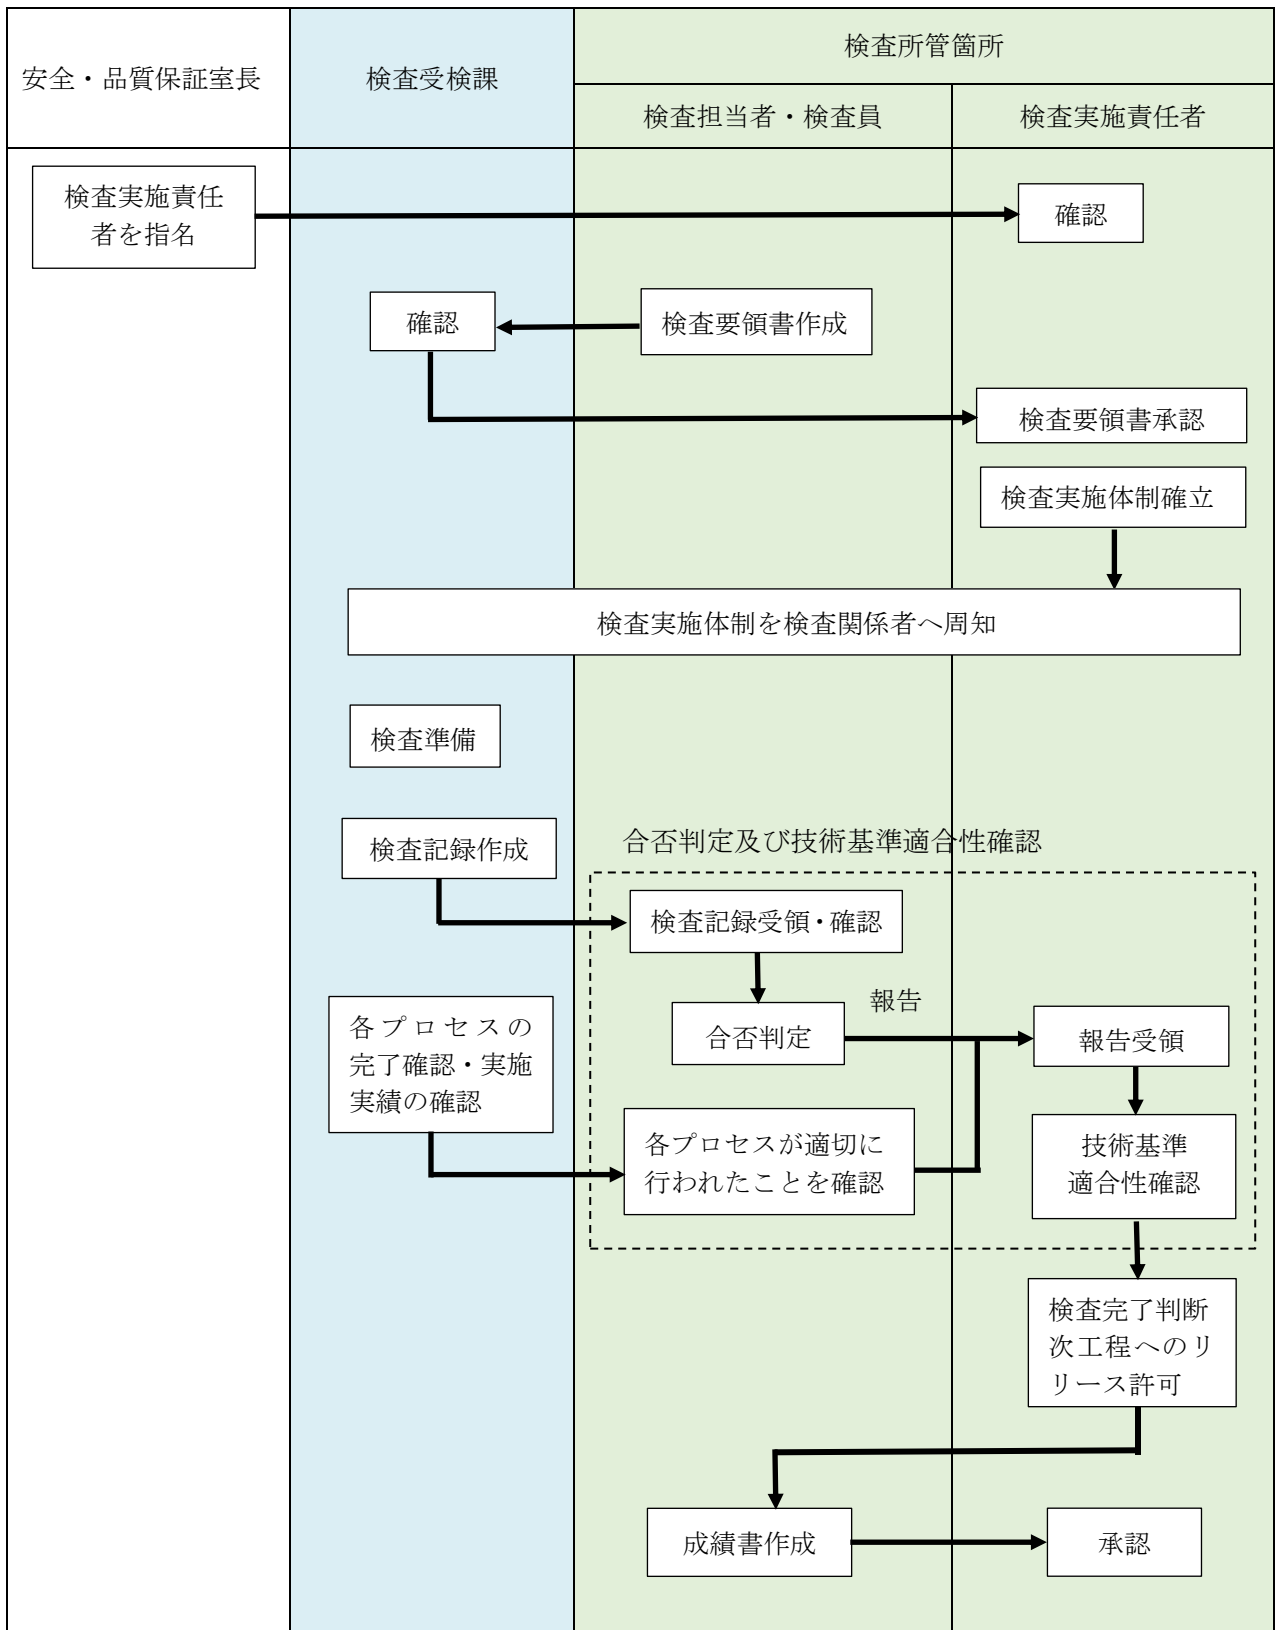 安全・品質保証室長
検査受検課
検査所管箇所
検査担当者・検査員
検査実施責任者
検査実施責任
者を指名
確認
確認
検査要領書作成
検査要領書承認
検査実施体制確立
検査実施体制を検査関係者へ周知
検査準備
検査記録作成
合否判定及び技術基準適合性確認
検査記録受領・確認
各プロセスの
完了確認・実施
実績の確認
合否判定
報告
報告受領
各プロセスが適切に
行われたことを確認
技術基準
適合性確認
検査完了判断
次工程へのリ
リース許可
成績書作成
承認